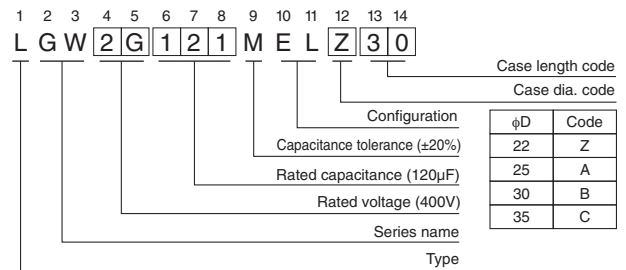 1 2 3 4 5 6 7 8 9 10 11 12 13 14
L G W 2 G 1 2 1 M E L Z 3 0
Case length code
Case dia. code
Configuration
Capacitance tolerance (±20%)
Rated capacitance (120µF)
Rated voltage (400V)
Series name
Type
ϕD Code
22 Z
25 A
30 B
35 C